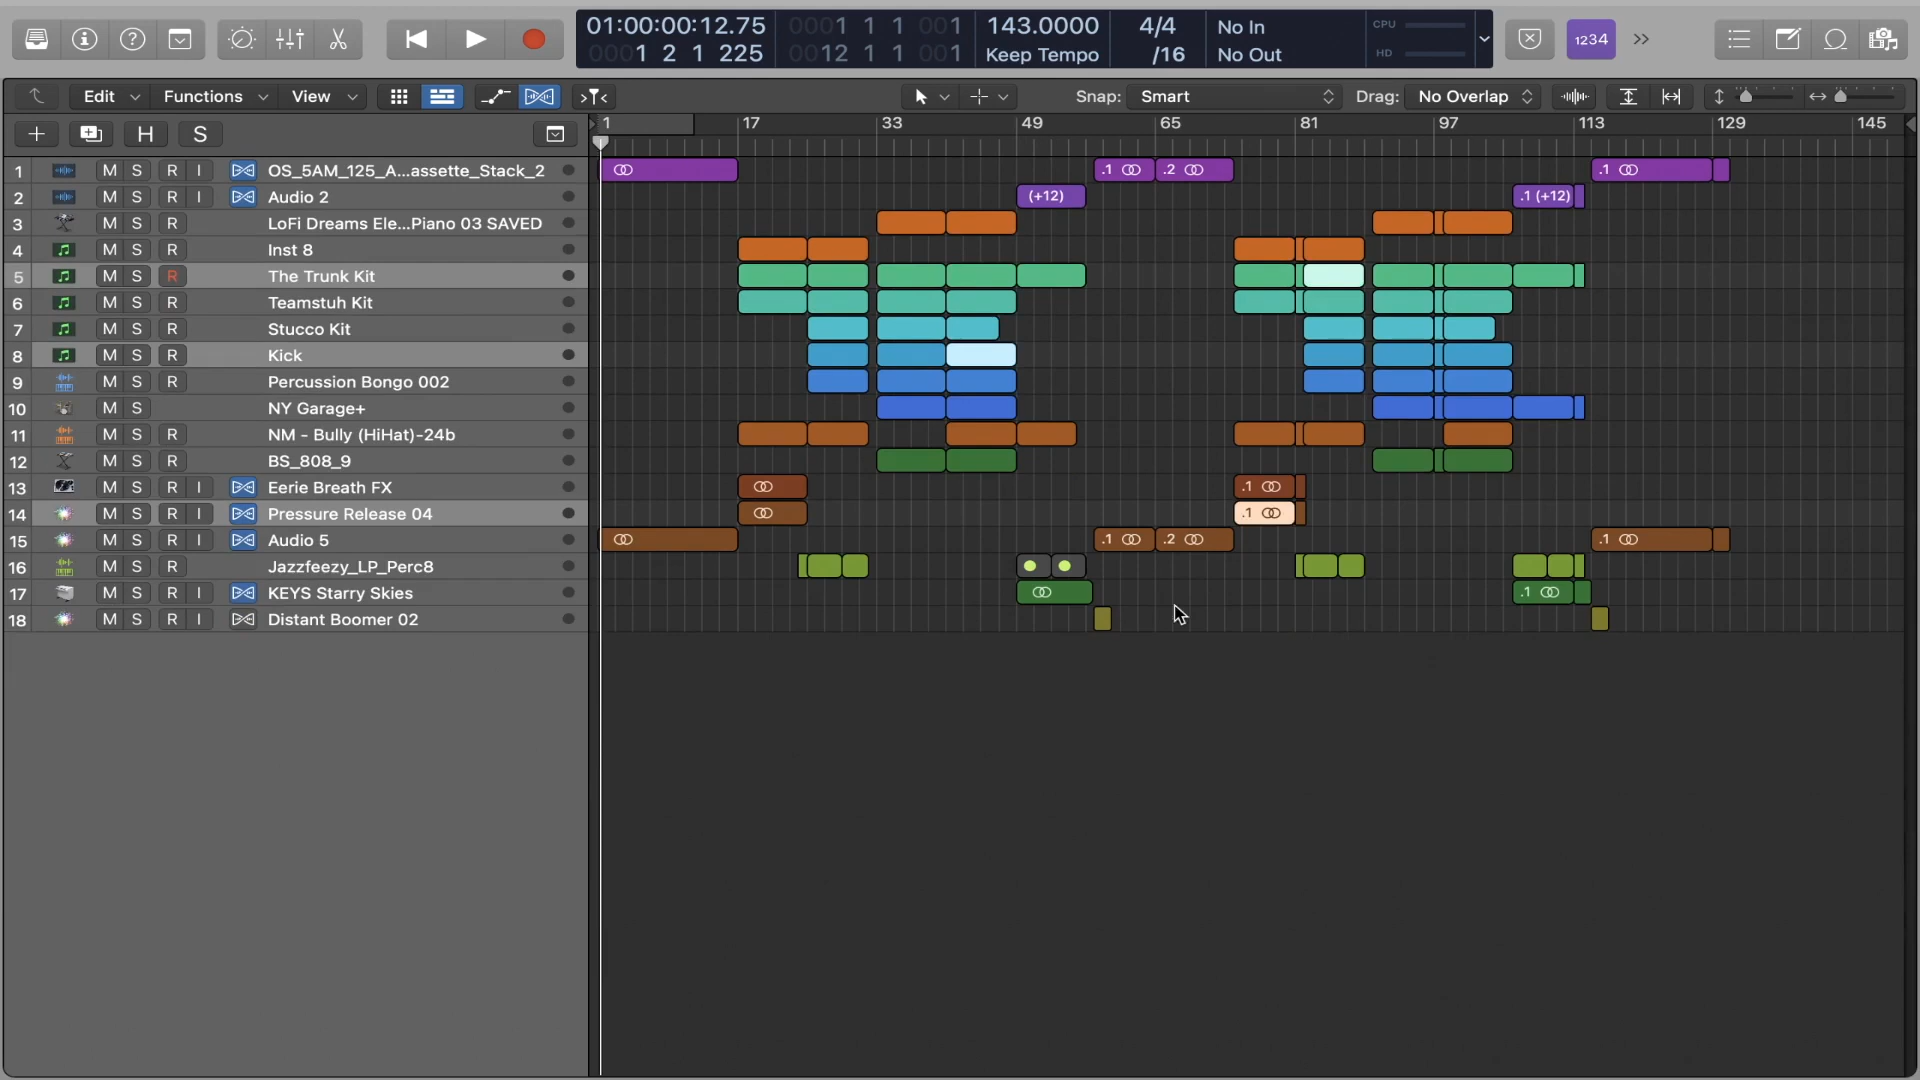 01:00:00:12.75 0001 1 1 001 143.0000 4/4 No In CPU
0001 2 1 225 0012 1 1 001 Keep Tempo /16 No Out HD
1234
Edit Functions View Snap: Smart Drag: No Overlap
H S
1 17 33 49 65 81 97 113 129 145
1 M S R I OS_5AM_125_A...assette_Stack_2 .1 .2 .1
2 M S R I Audio 2 (+12) .1 (+12)
3 M S R LoFi Dreams Ele...Piano 03 SAVED
4 M S R Inst 8
5 M S R The Trunk Kit
6 M S R Teamstuh Kit
7 M S R Stucco Kit
8 M S R Kick
9 M S R Percussion Bongo 002
10 M S NY Garage+
11 M S R NM - Bully (HiHat)-24b
12 M S R BS_808_9
13 M S R I Eerie Breath FX .1
14 M S R I Pressure Release 04 .1
15 M S R I Audio 5 .1 .2 .1
16 M S R Jazzfeezy_LP_Perc8
17 M S R I KEYS Starry Skies .1
18 M S R I Distant Boomer 02